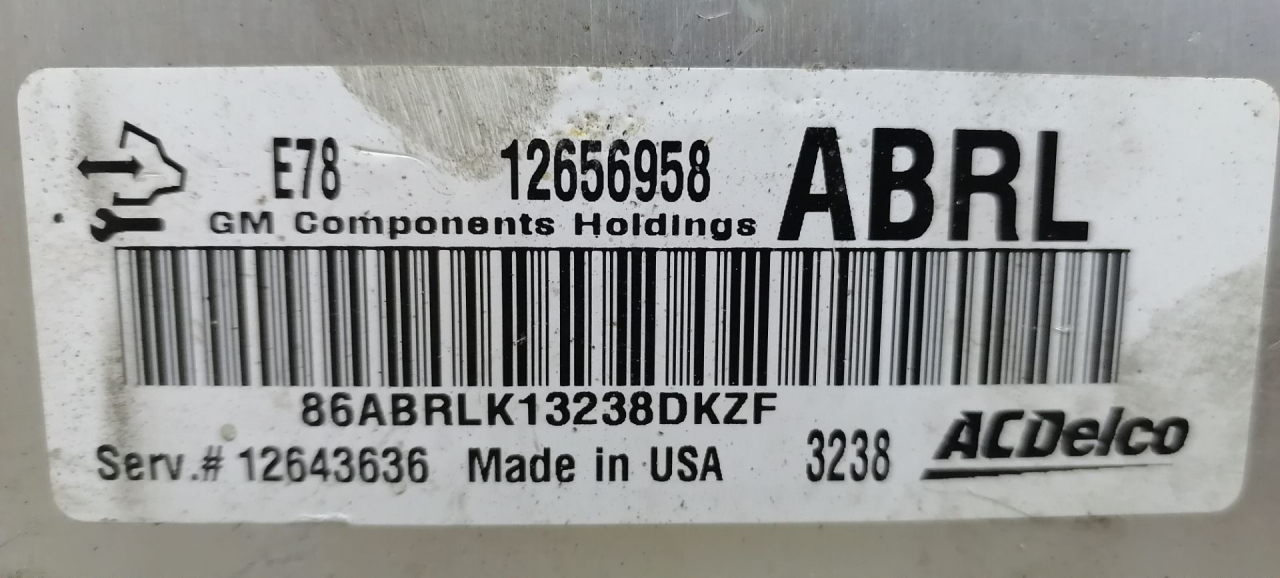 E78 12656958 ABRL
GM Components Holdings
86ABRLK13238DKZF
Serv.# 12643636 Made in USA 3238 ACDelco